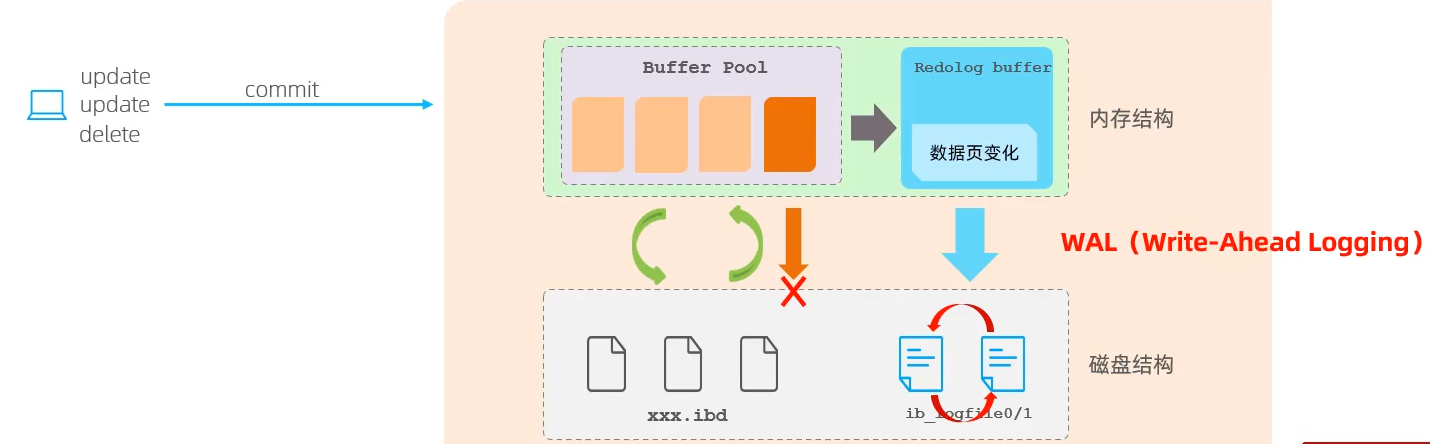 update
update
delete
commit
Buffer Pool
Redolog buffer
数据页变化
内存结构
WAL（Write-Ahead Logging）
xxx.ibd
ib_logfile0/1
磁盘结构